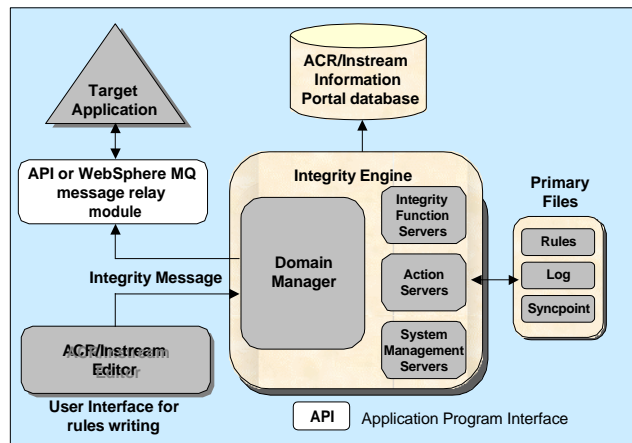 Target
Application
ACR/Instream
Information
Portal database
API or WebSphere MQ
message relay
module
Integrity Engine
Integrity
Function
Servers
Domain
Manager
Action
Servers
System
Management
Servers
Primary
Files
Rules
Log
Syncpoint
Integrity Message
ACR/Instream
Editor
User Interface for
rules writing
API
Application Program Interface